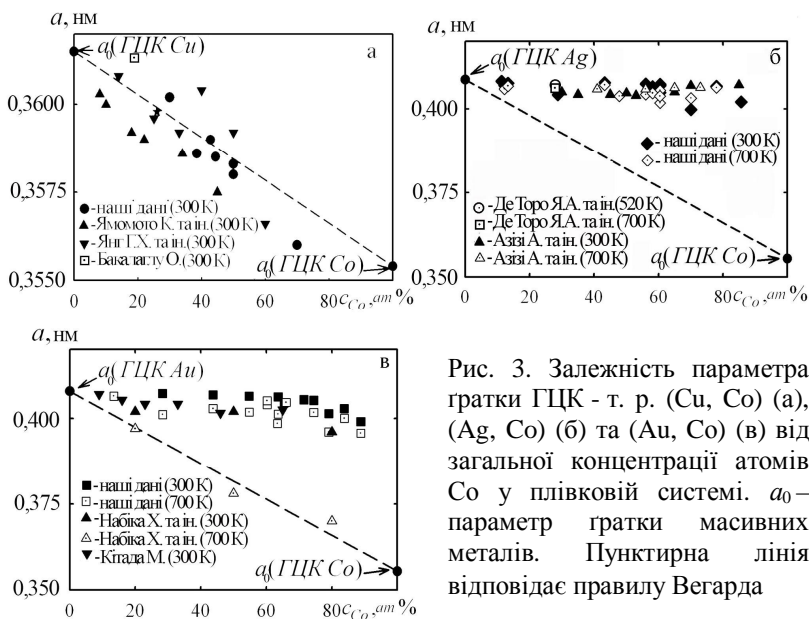 a, нм
а
a₀(ГЦК Cu)
0,3600
0,3575
0,3550
-наші дані (300 К)
-Ямомото К. та ін. (300 К)
-Янг Г.Х. та ін. (300 К)
-Бакалаглу О. (300 К)
a₀(ГЦК Co)
0 20 40 60 80 c_Co, ат %
a, нм
б
a₀(ГЦК Ag)
0,400
0,375
0,350
- наші дані (300 К)
- наші дані (700 К)
-Де Торо Я.А. та ін. (520 К)
-Де Торо Я.А. та ін. (700 К)
-Азізі А. та ін. (300 К)
-Азізі А. та ін. (700 К)
a₀(ГЦК Co)
0 20 40 60 80 c_Co, ат %
a, нм
в
a₀(ГЦК Au)
0,400
0,375
0,350
-наші дані (300 К)
-наші дані (700 К)
-Набіка Х. та ін. (300 К)
-Набіка Х. та ін. (700 К)
-Кітада М. (300 К)
a₀(ГЦК Co)
0 20 40 60 80 c_Co, ат %
Рис. 3. Залежність параметра
ґратки ГЦК - т. р. (Cu, Co) (а),
(Ag, Co) (б) та (Au, Co) (в) від
загальної концентрації атомів
Co у плівковій системі. a₀ –
параметр ґратки масивних
металів. Пунктирна лінія
відповідає правилу Вегарда